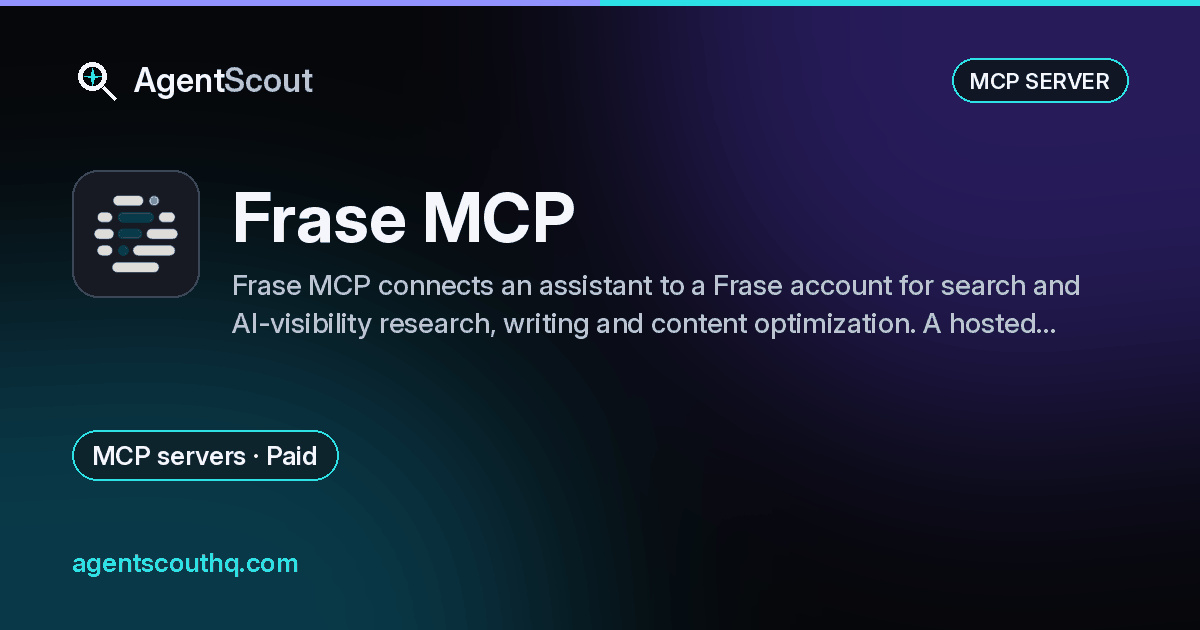 AgentScout
MCP SERVER
Frase MCP
Frase MCP connects an assistant to a Frase account for search and
AI-visibility research, writing and content optimization. A hosted...
MCP servers · Paid
agentscouthq.com